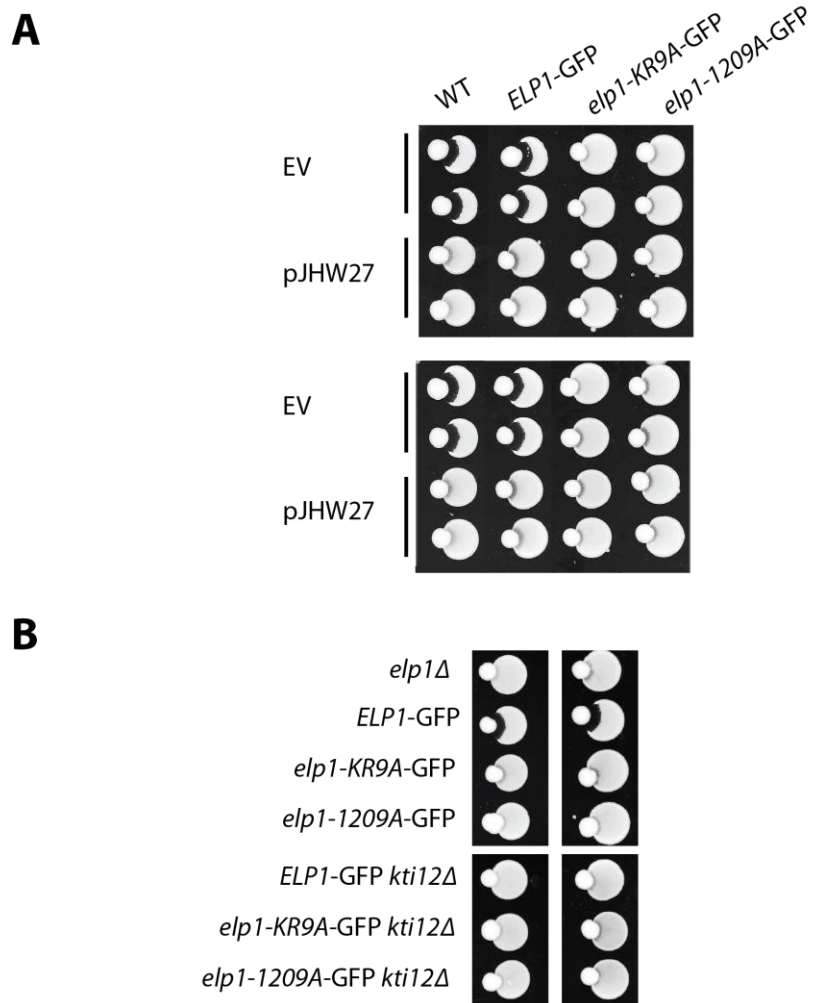 A
WT
ELP1-GFP
elp1-KR9A-GFP
elp1-1209A-GFP
EV
pJHW27
EV
pJHW27
B
elp1Δ
ELP1-GFP
elp1-KR9A-GFP
elp1-1209A-GFP
ELP1-GFP kti12Δ
elp1-KR9A-GFP kti12Δ
elp1-1209A-GFP kti12Δ